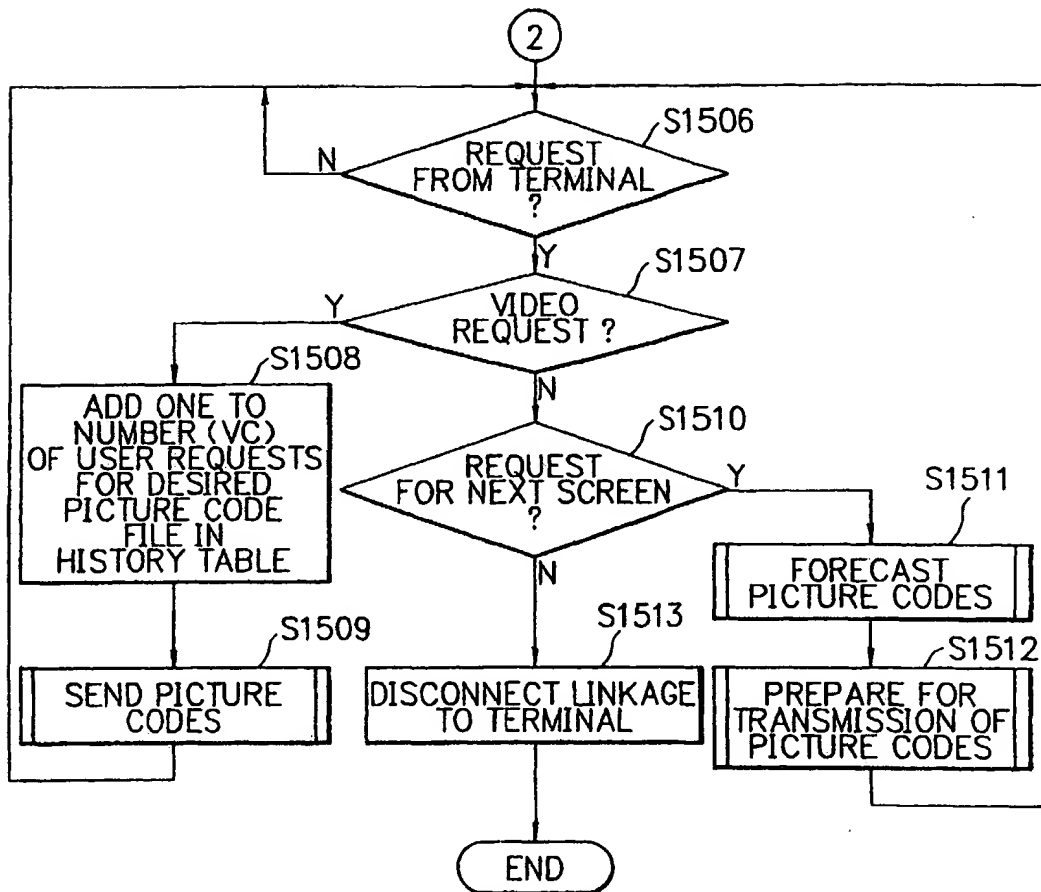 2
S1506
REQUEST
FROM TERMINAL
?
N
Y
S1507
VIDEO
REQUEST ?
Y
N
S1508
ADD ONE TO
NUMBER (VC)
OF USER REQUESTS
FOR DESIRED
PICTURE CODE
FILE IN
HISTORY TABLE
S1510
REQUEST
FOR NEXT SCREEN
?
Y
N
S1511
FORECAST
PICTURE CODES
S1509
SEND PICTURE
CODES
S1513
DISCONNECT LINKAGE
TO TERMINAL
S1512
PREPARE FOR
TRANSMISSION OF
PICTURE CODES
END